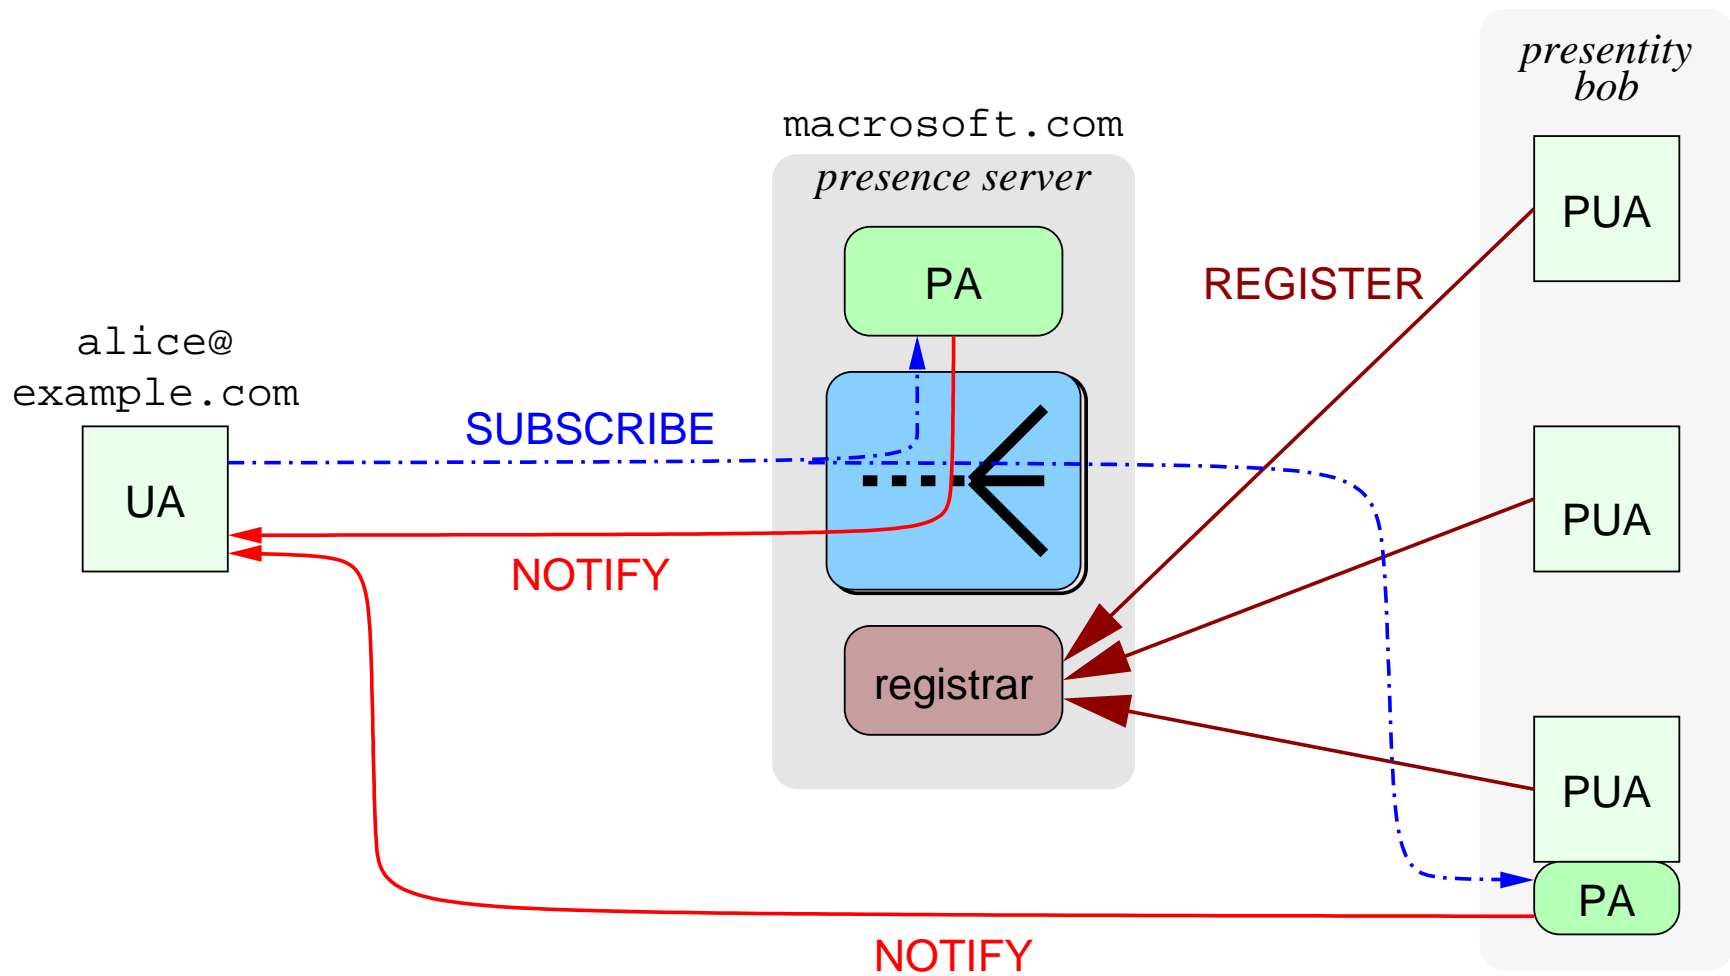 presentity
bob
macrosoft.com
presence server
PUA
PA
REGISTER
alice@
example.com
SUBSCRIBE
UA
PUA
NOTIFY
registrar
PUA
PA
NOTIFY